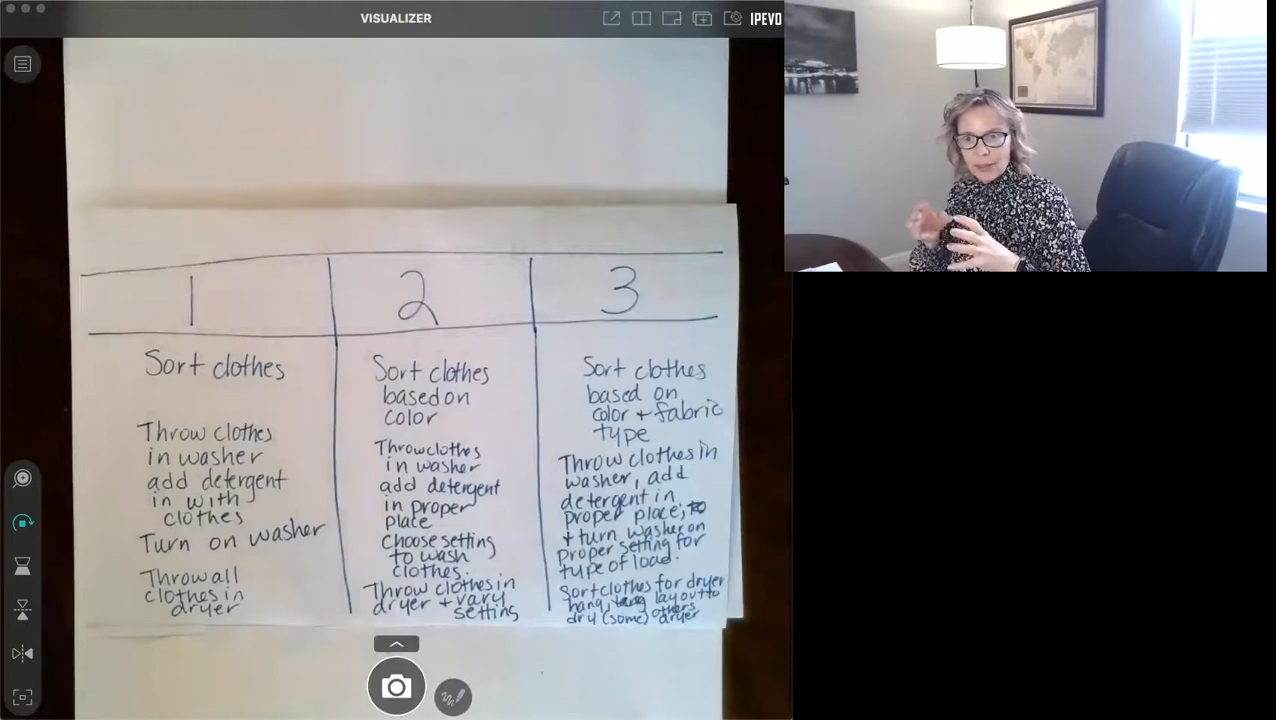 VISUALIZER
IPEVO
1
2
3
Sort clothes
Throw clothes
in washer
add detergent
in with
clothes
Turn on washer
Throw all
clothes in
dryer
Sort clothes
based on
color
Throw clothes
in washer
add detergent
in proper
place
choose setting
to wash
clothes.
Throw clothes in
dryer + vary
setting
Sort clothes
based on
color + fabric
type
Throw clothes in
washer, add
detergent in
proper place,
+ turn washer on
proper setting for
type of load.
Sort clothes for dryer
hang, lay out to
dry (some) others
dryer